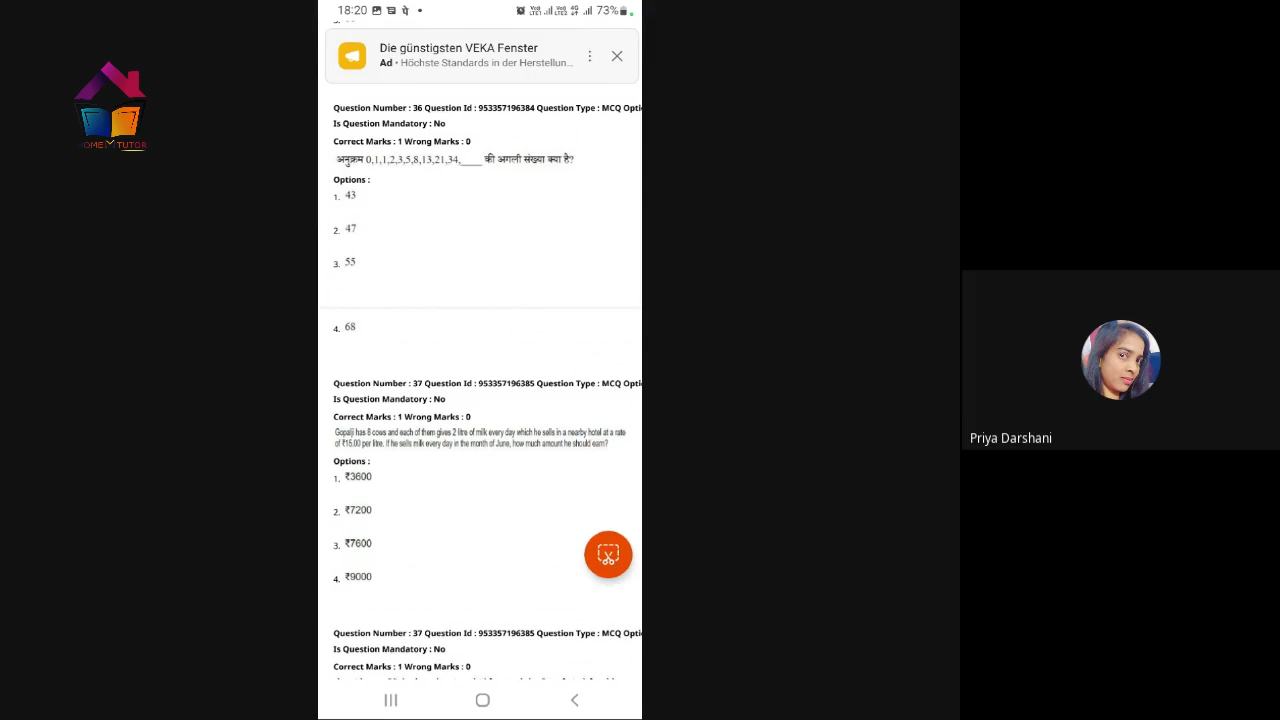 18:20
73%
Die günstigsten VEKA Fenster
Ad • Höchste Standards in der Herstellun...
HOME TUTOR
Question Number : 36 Question Id : 953357196384 Question Type : MCQ Opti
Is Question Mandatory : No
Correct Marks : 1 Wrong Marks : 0
अनुक्रम 0,1,1,2,3,5,8,13,21,34,____ की अगली संख्या क्या है?
Options :
1. 43
2. 47
3. 55
4. 68
Question Number : 37 Question Id : 953357196385 Question Type : MCQ Opti
Is Question Mandatory : No
Correct Marks : 1 Wrong Marks : 0
Gopalji has 8 cows and each of them gives 2 litre of milk every day which he sells in a nearby hotel at a rate
of ₹15.00 per litre. If he sells milk every day in the month of June, how much amount he should earn?
Options :
1. ₹3600
2. ₹7200
3. ₹7600
4. ₹9000
Question Number : 37 Question Id : 953357196385 Question Type : MCQ Opti
Is Question Mandatory : No
Correct Marks : 1 Wrong Marks : 0
Priya Darshani